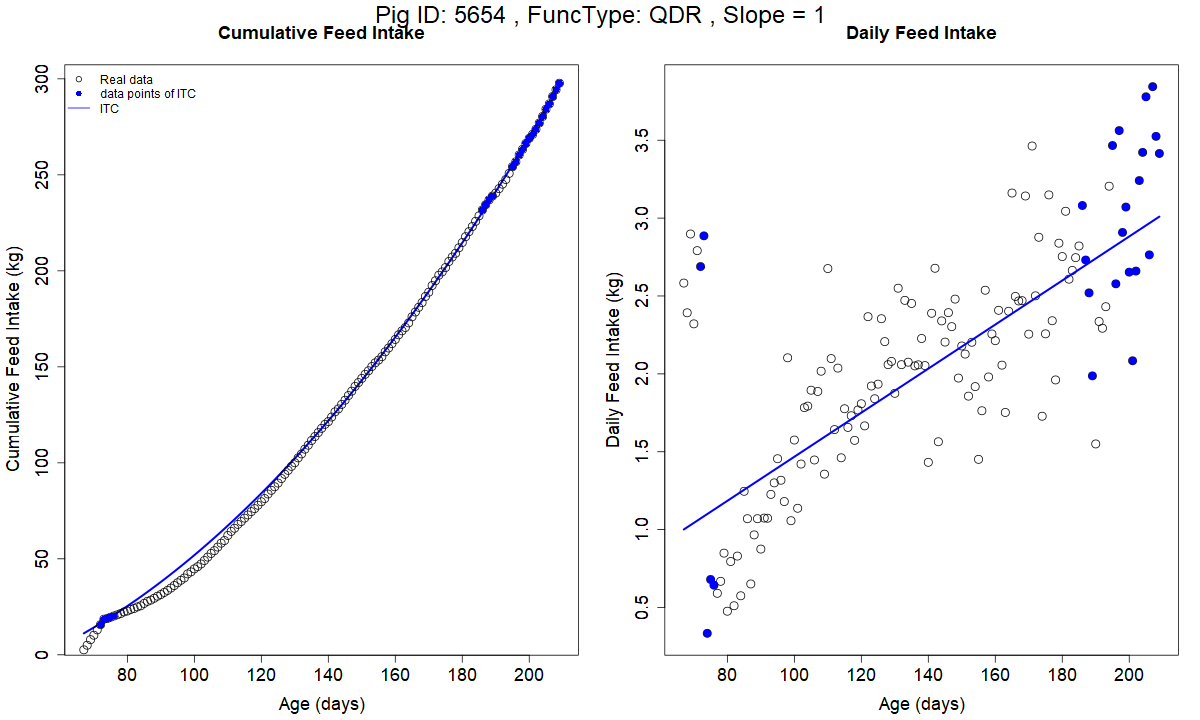 Pig ID: 5654 , FuncType: QDR , Slope = 1
Cumulative Feed Intake
Daily Feed Intake
Real data
data points of ITC
ITC
Cumulative Feed Intake (kg)
0
50
100
150
200
250
300
80
100
120
140
160
180
200
Age (days)
Daily Feed Intake (kg)
0.5
1.0
1.5
2.0
2.5
3.0
3.5
80
100
120
140
160
180
200
Age (days)